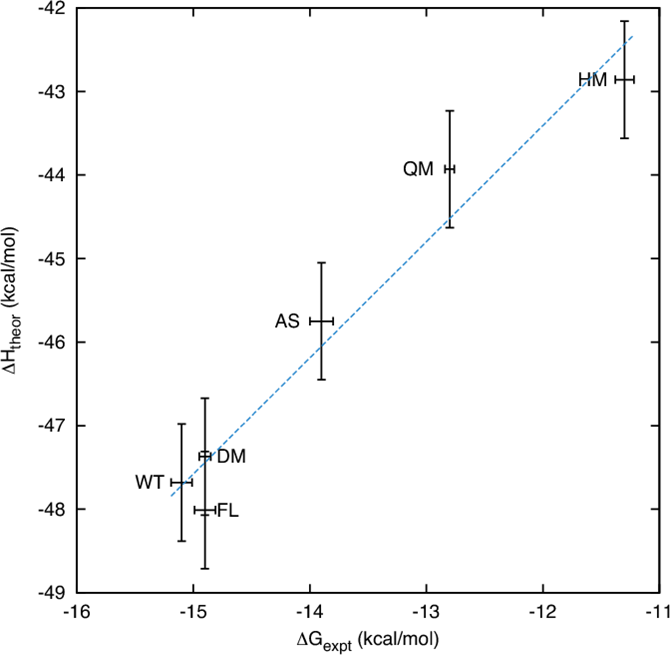 -42
-43
-44
-45
-46
-47
-48
-49
ΔHtheor (kcal/mol)
HM
QM
AS
DM
WT
FL
-16 -15 -14 -13 -12 -11
ΔGexpt (kcal/mol)